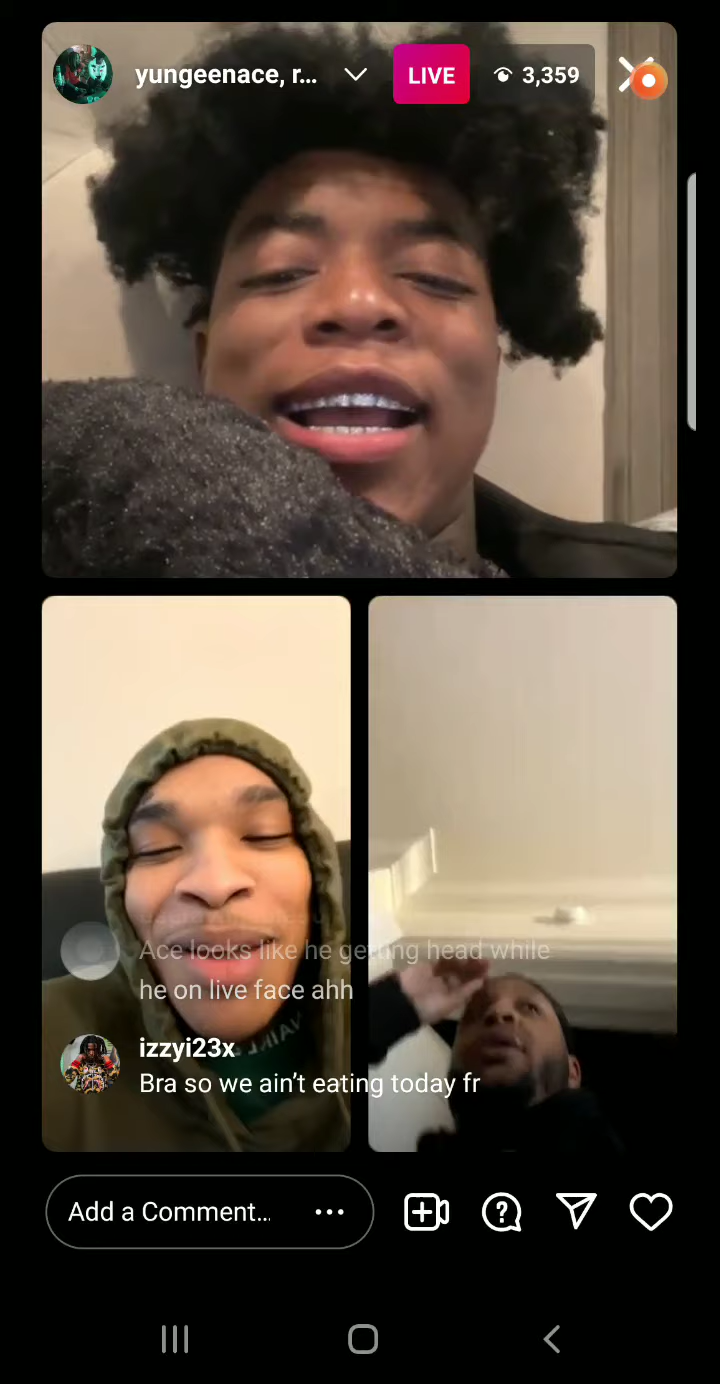 yungeenace, r...
LIVE
3,359
Ace looks like he getting head while
he on live face ahh
izzyi23x
Bra so we ain't eating today fr
Add a Comment...